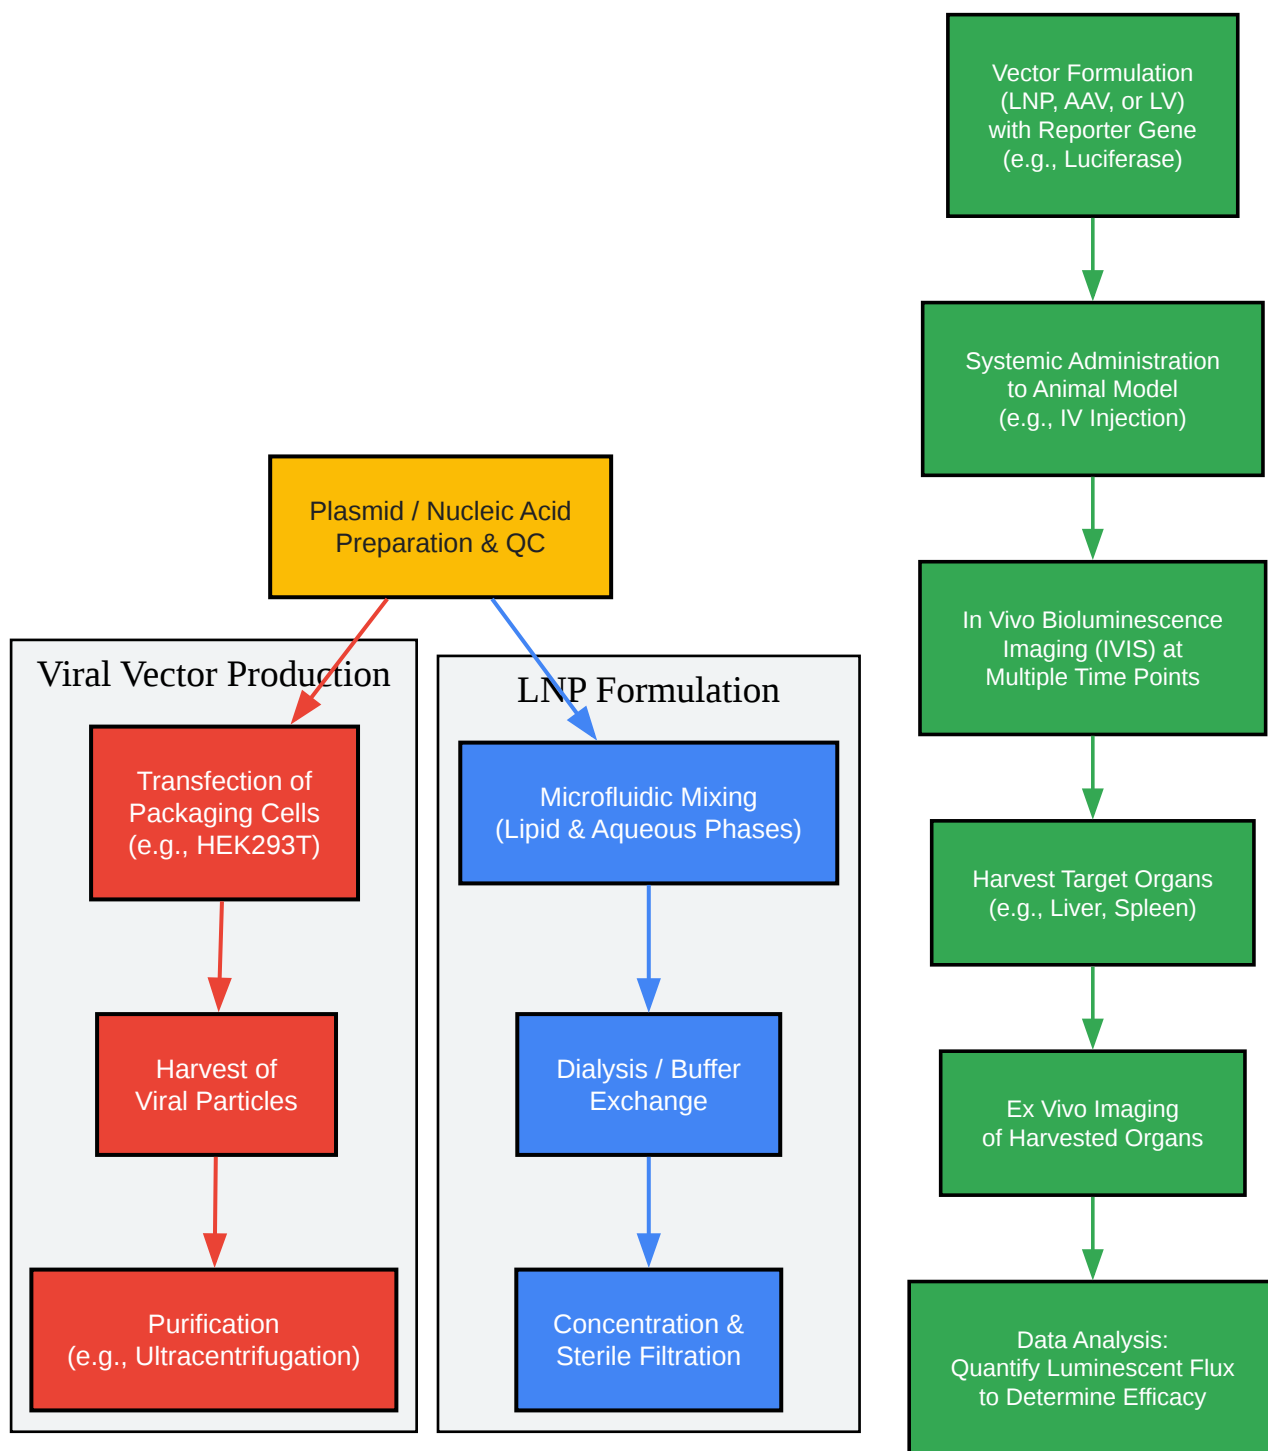 Plasmid / Nucleic Acid
Preparation & QC
Viral Vector Production
Transfection of
Packaging Cells
(e.g., HEK293T)
Harvest of
Viral Particles
Purification
(e.g., Ultracentrifugation)
LNP Formulation
Microfluidic Mixing
(Lipid & Aqueous Phases)
Dialysis / Buffer
Exchange
Concentration &
Sterile Filtration
Vector Formulation
(LNP, AAV, or LV)
with Reporter Gene
(e.g., Luciferase)
Systemic Administration
to Animal Model
(e.g., IV Injection)
In Vivo Bioluminescence
Imaging (IVIS) at
Multiple Time Points
Harvest Target Organs
(e.g., Liver, Spleen)
Ex Vivo Imaging
of Harvested Organs
Data Analysis:
Quantify Luminescent Flux
to Determine Efficacy